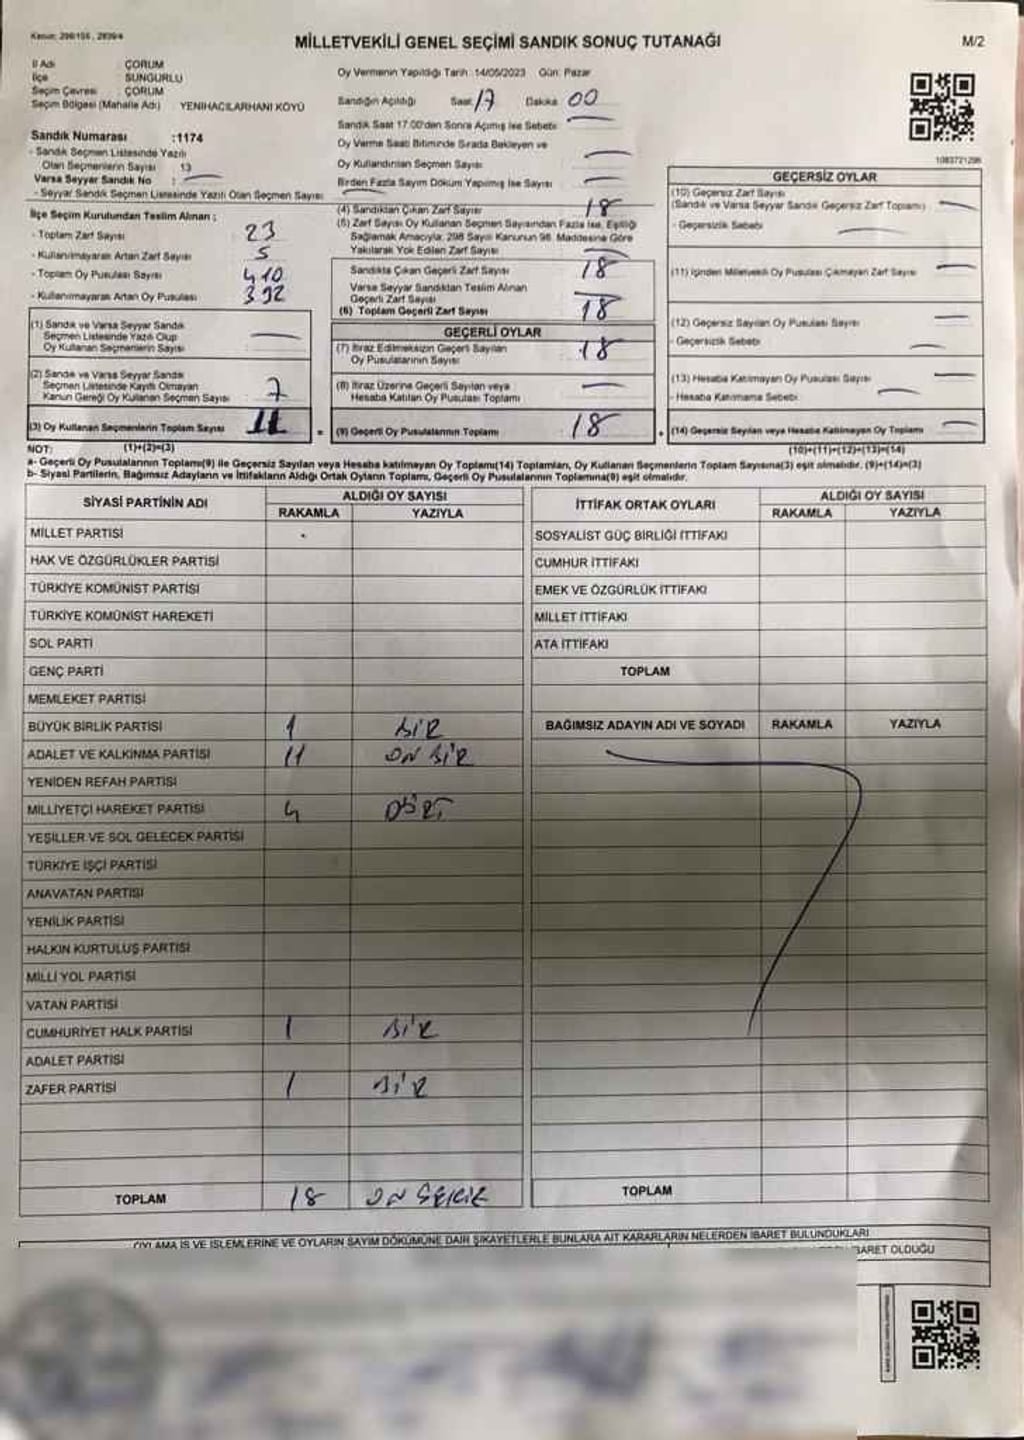 Kanun: 298/105, 2839/4
MİLLETVEKİLİ GENEL SEÇİMİ SANDIK SONUÇ TUTANAĞI
M/2
İl Adı : ÇORUM
İlçe : SUNGURLU
Seçim Çevresi : ÇORUM
Seçim Bölgesi (Mahalle Adı) : YENİHACILARHANI KÖYÜ
Sandık Numarası :1174
- Sandık Seçmen Listesinde Yazılı
Olan Seçmenlerin Sayısı : 13
Varsa Seyyar Sandık No :
- Seyyar Sandık Seçmen Listesinde Yazılı Olan Seçmen Sayısı
İlçe Seçim Kurulundan Teslim Alınan ;
- Toplam Zarf Sayısı 23
- Kullanılmayarak Artan Zarf Sayısı 5
- Toplam Oy Pusulası Sayısı 410
- Kullanılmayarak Artan Oy Pusulası 392
(1) Sandık ve Varsa Seyyar Sandık
Seçmen Listesinde Yazılı Olup
Oy Kullanan Seçmenlerin Sayısı
(2) Sandık ve Varsa Seyyar Sandık
Seçmen Listesinde Kayıtlı Olmayan
Kanun Gereği Oy Kullanan Seçmen Sayısı 7
(3) Oy Kullanan Seçmenlerin Toplam Sayısı 11
Oy Vermenin Yapıldığı Tarih :14/05/2023 Gün: Pazar
Sandığın Açıldığı Saat: 17 Dakika: 00
Sandık Saat 17.00'den Sonra Açılmış İse Sebebi:
Oy Verme Saati Bitiminde Sırada Bekleyen ve
Oy Kullandırılan Seçmen Sayısı
Birden Fazla Sayım Döküm Yapılmış İse Sayısı
(4) Sandıktan Çıkan Zarf Sayısı 18
(5) Zarf Sayısı Oy Kullanan Seçmen Sayısından Fazla İse, Eşitliği
Sağlamak Amacıyla; 298 Sayılı Kanunun 98. Maddesine Göre
Yakılarak Yok Edilen Zarf Sayısı
Sandıkta Çıkan Geçerli Zarf Sayısı 18
Varsa Seyyar Sandıktan Teslim Alınan
Geçerli Zarf Sayısı
(6) Toplam Geçerli Zarf Sayısı 18
GEÇERLİ OYLAR
(7) İtiraz Edilmeksizin Geçerli Sayılan
Oy Pusulalarının Sayısı 18
(8) İtiraz Üzerine Geçerli Sayılan veya
Hesaba Katılan Oy Pusulası Toplamı
= (9) Geçerli Oy Pusulalarının Toplamı 18
1083721296
GEÇERSİZ OYLAR
(10) Geçersiz Zarf Sayısı
(Sandık ve Varsa Seyyar Sandık Geçersiz Zarf Toplamı)
- Geçersizlik Sebebi
(11) İçinden Milletvekili Oy Pusulası Çıkmayan Zarf Sayısı
(12) Geçersiz Sayılan Oy Pusulası Sayısı
- Geçersizlik Sebebi
(13) Hesaba Katılmayan Oy Pusulası Sayısı
- Hesaba Katılmama Sebebi
+ (14) Geçersiz Sayılan veya Hesaba Katılmayan Oy Toplamı
NOT: (1)+(2)=(3) (10)+(11)+(12)+(13)=(14)
a- Geçerli Oy Pusulalarının Toplamı(9) ile Geçersiz Sayılan veya Hesaba katılmayan Oy Toplamı(14) Toplamları, Oy Kullanan Seçmenlerin Toplam Sayısına(3) eşit olmalıdır. (9)+(14)=(3)
b- Siyasi Partilerin, Bağımsız Adayların ve İttifakların Aldığı Ortak Oyların Toplamı, Geçerli Oy Pusulalarının Toplamına(9) eşit olmalıdır.
SİYASİ PARTİNİN ADI ALDIĞI OY SAYISI
RAKAMLA YAZIYLA
MİLLET PARTİSİ
HAK VE ÖZGÜRLÜKLER PARTİSİ
TÜRKİYE KOMÜNİST PARTİSİ
TÜRKİYE KOMÜNİST HAREKETİ
SOL PARTİ
GENÇ PARTİ
MEMLEKET PARTİSİ
BÜYÜK BİRLİK PARTİSİ 1 BİR
ADALET VE KALKINMA PARTİSİ 11 ON BİR
YENİDEN REFAH PARTİSİ
MİLLİYETÇİ HAREKET PARTİSİ 4 DÖRT
YEŞİLLER VE SOL GELECEK PARTİSİ
TÜRKİYE İŞÇİ PARTİSİ
ANAVATAN PARTİSİ
YENİLİK PARTİSİ
HALKIN KURTULUŞ PARTİSİ
MİLLİ YOL PARTİSİ
VATAN PARTİSİ
CUMHURİYET HALK PARTİSİ 1 BİR
ADALET PARTİSİ
ZAFER PARTİSİ 1 BİR
TOPLAM 18 ON SEKİZ
İTTİFAK ORTAK OYLARI ALDIĞI OY SAYISI
RAKAMLA YAZIYLA
SOSYALİST GÜÇ BİRLİĞİ İTTİFAKI
CUMHUR İTTİFAKI
EMEK VE ÖZGÜRLÜK İTTİFAKI
MİLLET İTTİFAKI
ATA İTTİFAKI
TOPLAM
BAĞIMSIZ ADAYIN ADI VE SOYADI RAKAMLA YAZIYLA
TOPLAM
OYLAMA İŞ VE İŞLEMLERİNE VE OYLARIN SAYIM DÖKÜMÜNE DAİR ŞİKAYETLERLE BUNLARA AİT KARARLARIN NELERDEN İBARET BULUNDUKLARI
İBARET OLDUĞU